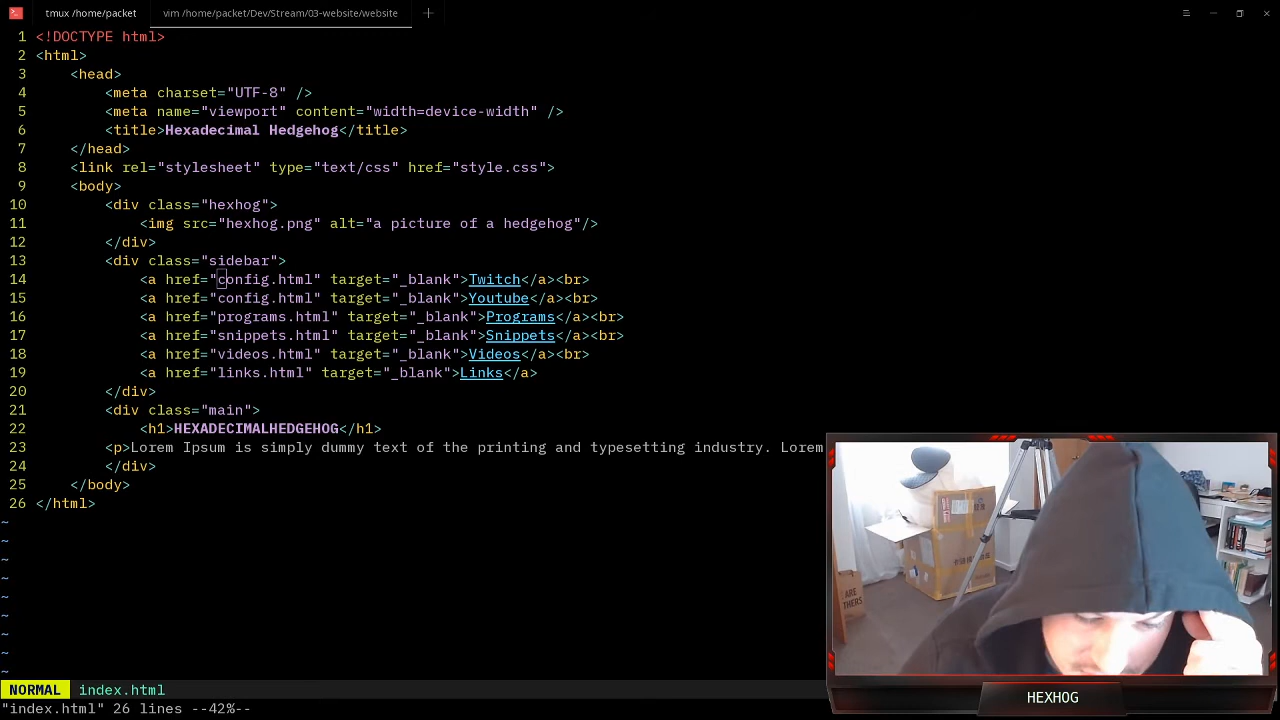 tmux /home/packet
vim /home/packet/Dev/Stream/03-website/website
1 <!DOCTYPE html>
2 <html>
3 <head>
4 <meta charset="UTF-8" />
5 <meta name="viewport" content="width=device-width" />
6 <title>Hexadecimal Hedgehog</title>
7 </head>
8 <link rel="stylesheet" type="text/css" href="style.css">
9 <body>
10 <div class="hexhog">
11 <img src="hexhog.png" alt="a picture of a hedgehog"/>
12 </div>
13 <div class="sidebar">
14 <a href="config.html" target="_blank">Twitch</a><br>
15 <a href="config.html" target="_blank">Youtube</a><br>
16 <a href="programs.html" target="_blank">Programs</a><br>
17 <a href="snippets.html" target="_blank">Snippets</a><br>
18 <a href="videos.html" target="_blank">Videos</a><br>
19 <a href="links.html" target="_blank">Links</a>
20 </div>
21 <div class="main">
22 <h1>HEXADECIMALHEDGEHOG</h1>
23 <p>Lorem Ipsum is simply dummy text of the printing and typesetting industry. Lorem
24 </div>
25 </body>
26 </html>
~
~
~
~
~
~
~
~
~
ARE
THERS
HEXHOG
NORMAL index.html
"index.html" 26 lines --42%--